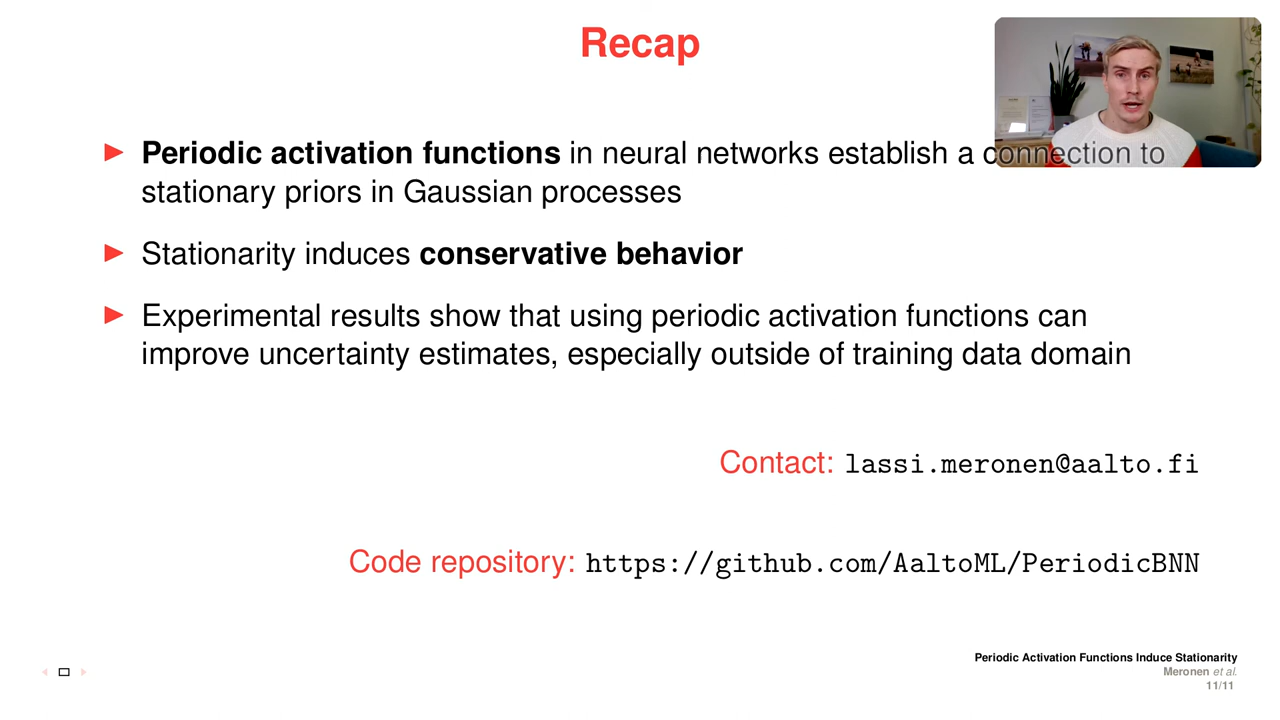 Recap
Periodic activation functions in neural networks establish a connection to
stationary priors in Gaussian processes
Stationarity induces conservative behavior
Experimental results show that using periodic activation functions can
improve uncertainty estimates, especially outside of training data domain
Contact: lassi.meronen@aalto.fi
Code repository: https://github.com/AaltoML/PeriodicBNN
Periodic Activation Functions Induce Stationarity
Meronen et al.
11/11